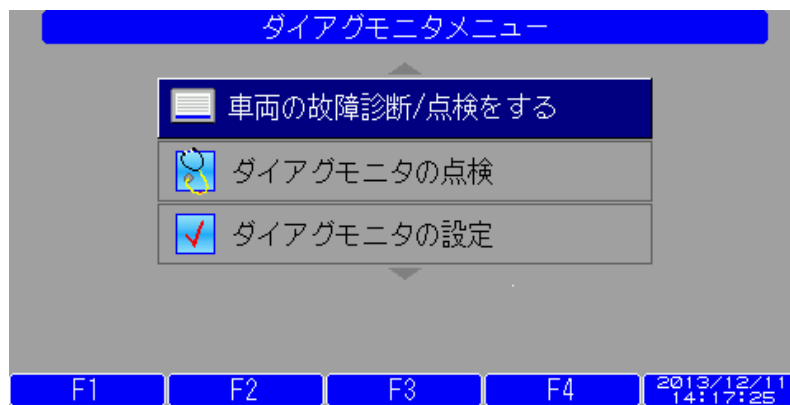 ダイアグモニタメニュー
車両の故障診断/点検をする
ダイアグモニタの点検
ダイアグモニタの設定
F1
F2
F3
F4
2013/12/11
14:17:25